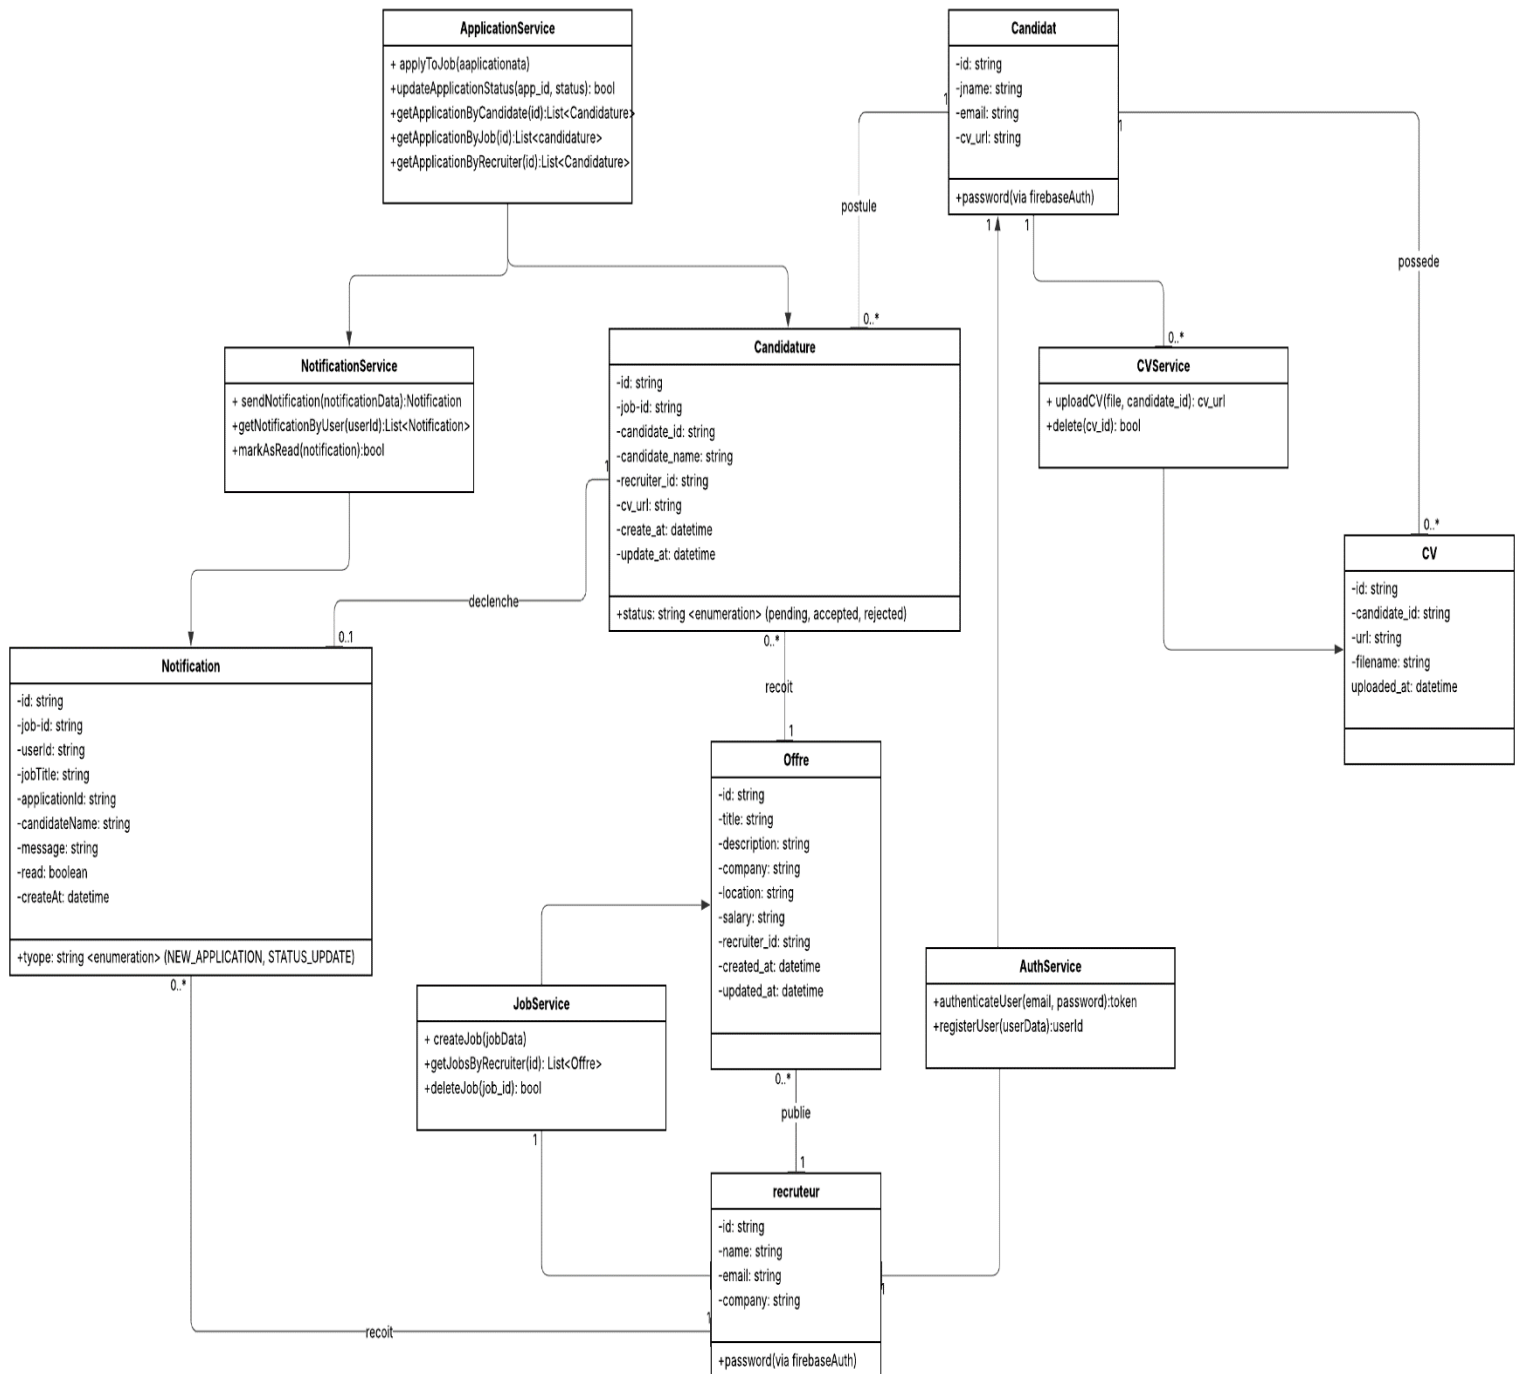 ApplicationService
+ applyToJob(aaplicationata)
+updateApplicationStatus(app_id, status): bool
+getApplicationByCandidate(id):List<Candidature>
+getApplicationByJob(id):List<candidature>
+getApplicationByRecruiter(id):List<Candidature>
Candidat
-id: string
-jname: string
-email: string
-cv_url: string
+password(via firebaseAuth)
1
1
1
1
postule
possede
0..*
0..*
0..*
NotificationService
+ sendNotification(notificationData):Notification
+getNotificationByUser(userId):List<Notification>
+markAsRead(notification):bool
Candidature
-id: string
-job-id: string
-candidate_id: string
-candidate_name: string
-recruiter_id: string
-cv_url: string
-create_at: datetime
-update_at: datetime
+status: string <enumeration> (pending, accepted, rejected)
CVService
+ uploadCV(file, candidate_id): cv_url
+delete(cv_id): bool
CV
-id: string
-candidate_id: string
-url: string
-filename: string
uploaded_at: datetime
1
declenche
0..1
0..*
recoit
1
Notification
-id: string
-job-id: string
-userId: string
-jobTitle: string
-applicationId: string
-candidateName: string
-message: string
-read: boolean
-createAt: datetime
+tyope: string <enumeration> (NEW_APPLICATION, STATUS_UPDATE)
0..*
Offre
-id: string
-title: string
-description: string
-company: string
-location: string
-salary: string
-recruiter_id: string
-created_at: datetime
-updated_at: datetime
0..*
publie
1
JobService
+ createJob(jobData)
+getJobsByRecruiter(id): List<Offre>
+deleteJob(job_id): bool
1
AuthService
+authenticateUser(email, password):token
+registerUser(userData):userId
recruteur
-id: string
-name: string
-email: string
-company: string
+password(via firebaseAuth)
1
1
recoit